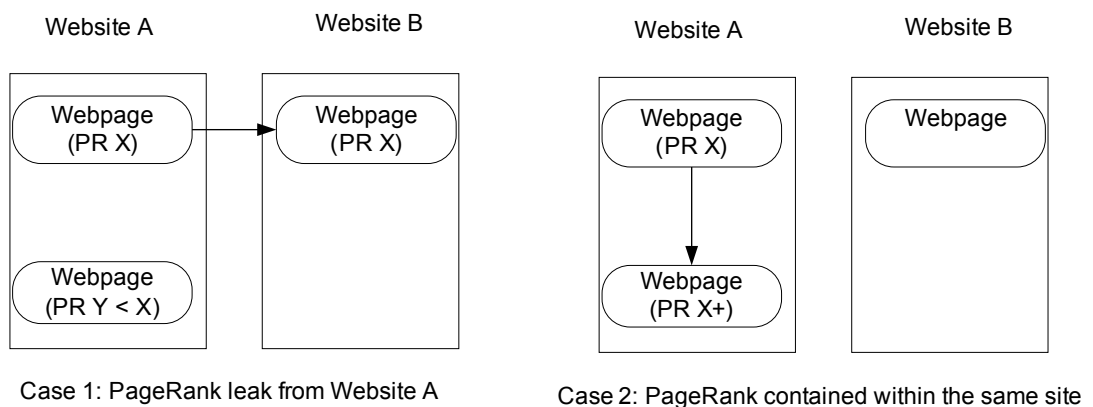 Website A
Website B
Webpage
(PR X)
Webpage
(PR X)
Webpage
(PR Y < X)
Case 1: PageRank leak from Website A
Website A
Website B
Webpage
(PR X)
Webpage
Webpage
(PR X+)
Case 2: PageRank contained within the same site